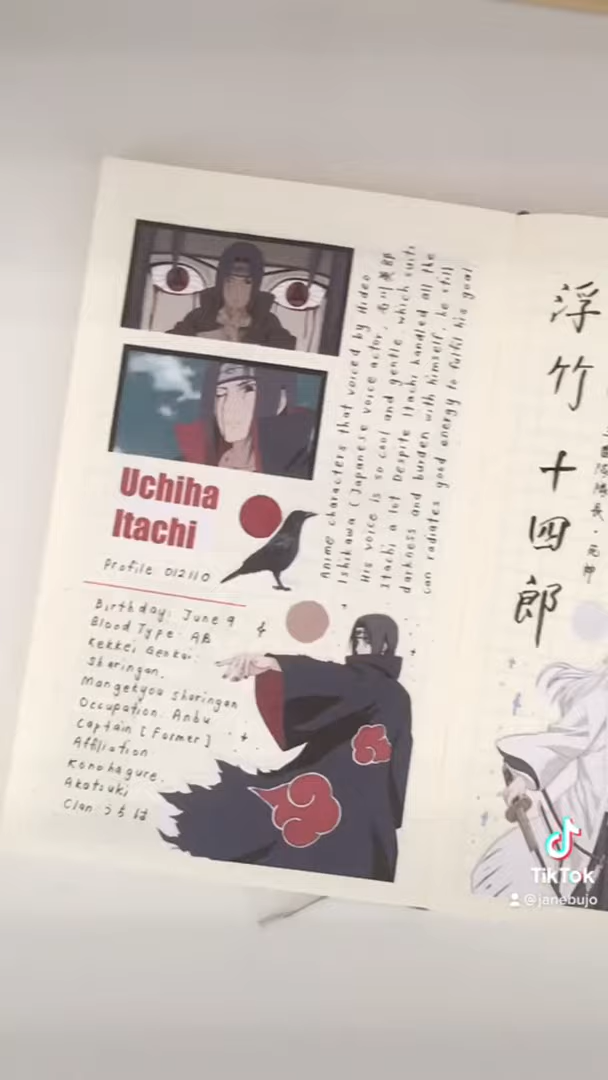 Uchiha
Itachi
Profile 012110
Birthday: June 9
Blood Type: AB
Kekkei Genkai:
Sharingan,
Mangekyou Sharingan
Occupation: Anbu
Captain [Former]
Affiliation
Konohagure,
Akatsuki
Clan うちは
Anime characters that voiced by Hideo
Ishikawa (Japanese voice actor, 石川英郎
His voice is so cool and gentle, which suits
Itachi a lot Despite Itachi handled all the
darkness and burden with himself, he still
can radiates good energy to fulfil his goal
浮竹十四郎
TikTok
@janebujo